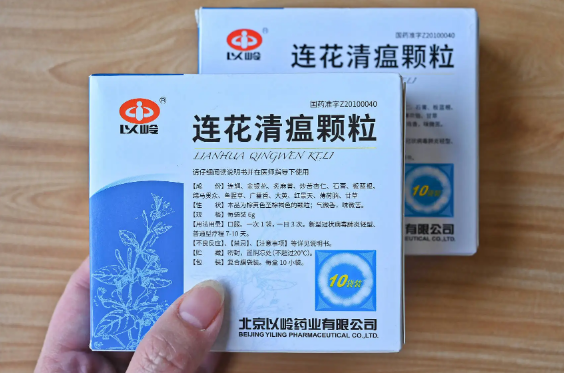 以岭
国药准字Z20100040
连花清瘟颗粒
KE LI
10袋装
CEUTICAL CO., LTD.
以岭
®
国药准字Z20100040
连花清瘟颗粒
LIANHUA QINGWEN KELI
请仔细阅读说明书并在医师指导下使用
【成 份】连翘、金银花、炙麻黄、炒苦杏仁、石膏、板蓝根、
绵马贯众、鱼腥草、广藿香、大黄、红景天、薄荷脑、甘草
【性 状】本品为棕黄色至棕褐色的颗粒；气微香，味微苦。
【规 格】每袋装6g
【用法用量】口服。一次1袋，一日3次。新型冠状病毒肺炎轻型、
普通型疗程7-10天。
【不良反应】、【禁忌】、【注意事项】等详见说明书。
【贮 藏】密封，置阴凉处(不超过20℃)。
【包 装】复合膜袋装。每盒10小袋。
10袋装
北京以岭药业有限公司
BEIJING YILING PHARMACEUTICAL CO., LTD.